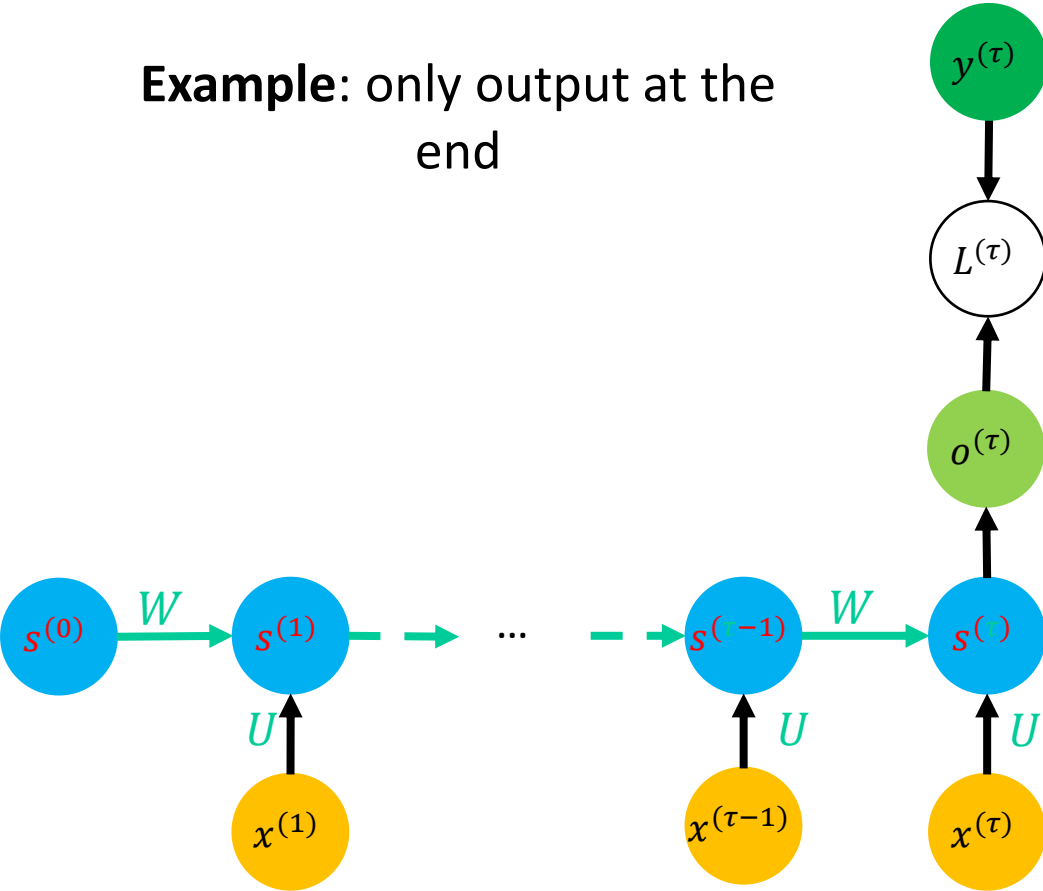 Example: only output at the
end
y^(τ)
L^(τ)
o^(τ)
s^(0) W s^(1) ... s^(τ−1) W s^(τ)
U U U
x^(1) x^(τ−1) x^(τ)